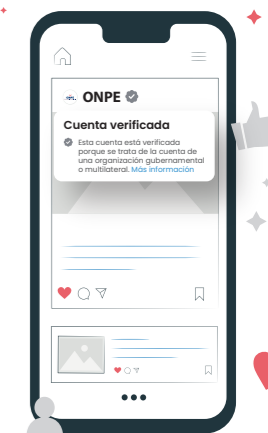 ONPE
Cuenta verificada
Esta cuenta está verificada
porque se trata de la cuenta de
una organización gubernamental
o multilateral. Más información